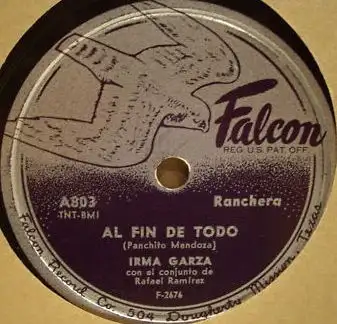 Falcon
REG. U.S. PAT. OFF.
A803
TNT-BMI
Ranchera
AL FIN DE TODO
(Panchito Mendoza)
IRMA GARZA
con el conjunto de
Rafael Ramirez
F-2676
Falcon Record Co. 504 Dougherty Mission, Texas